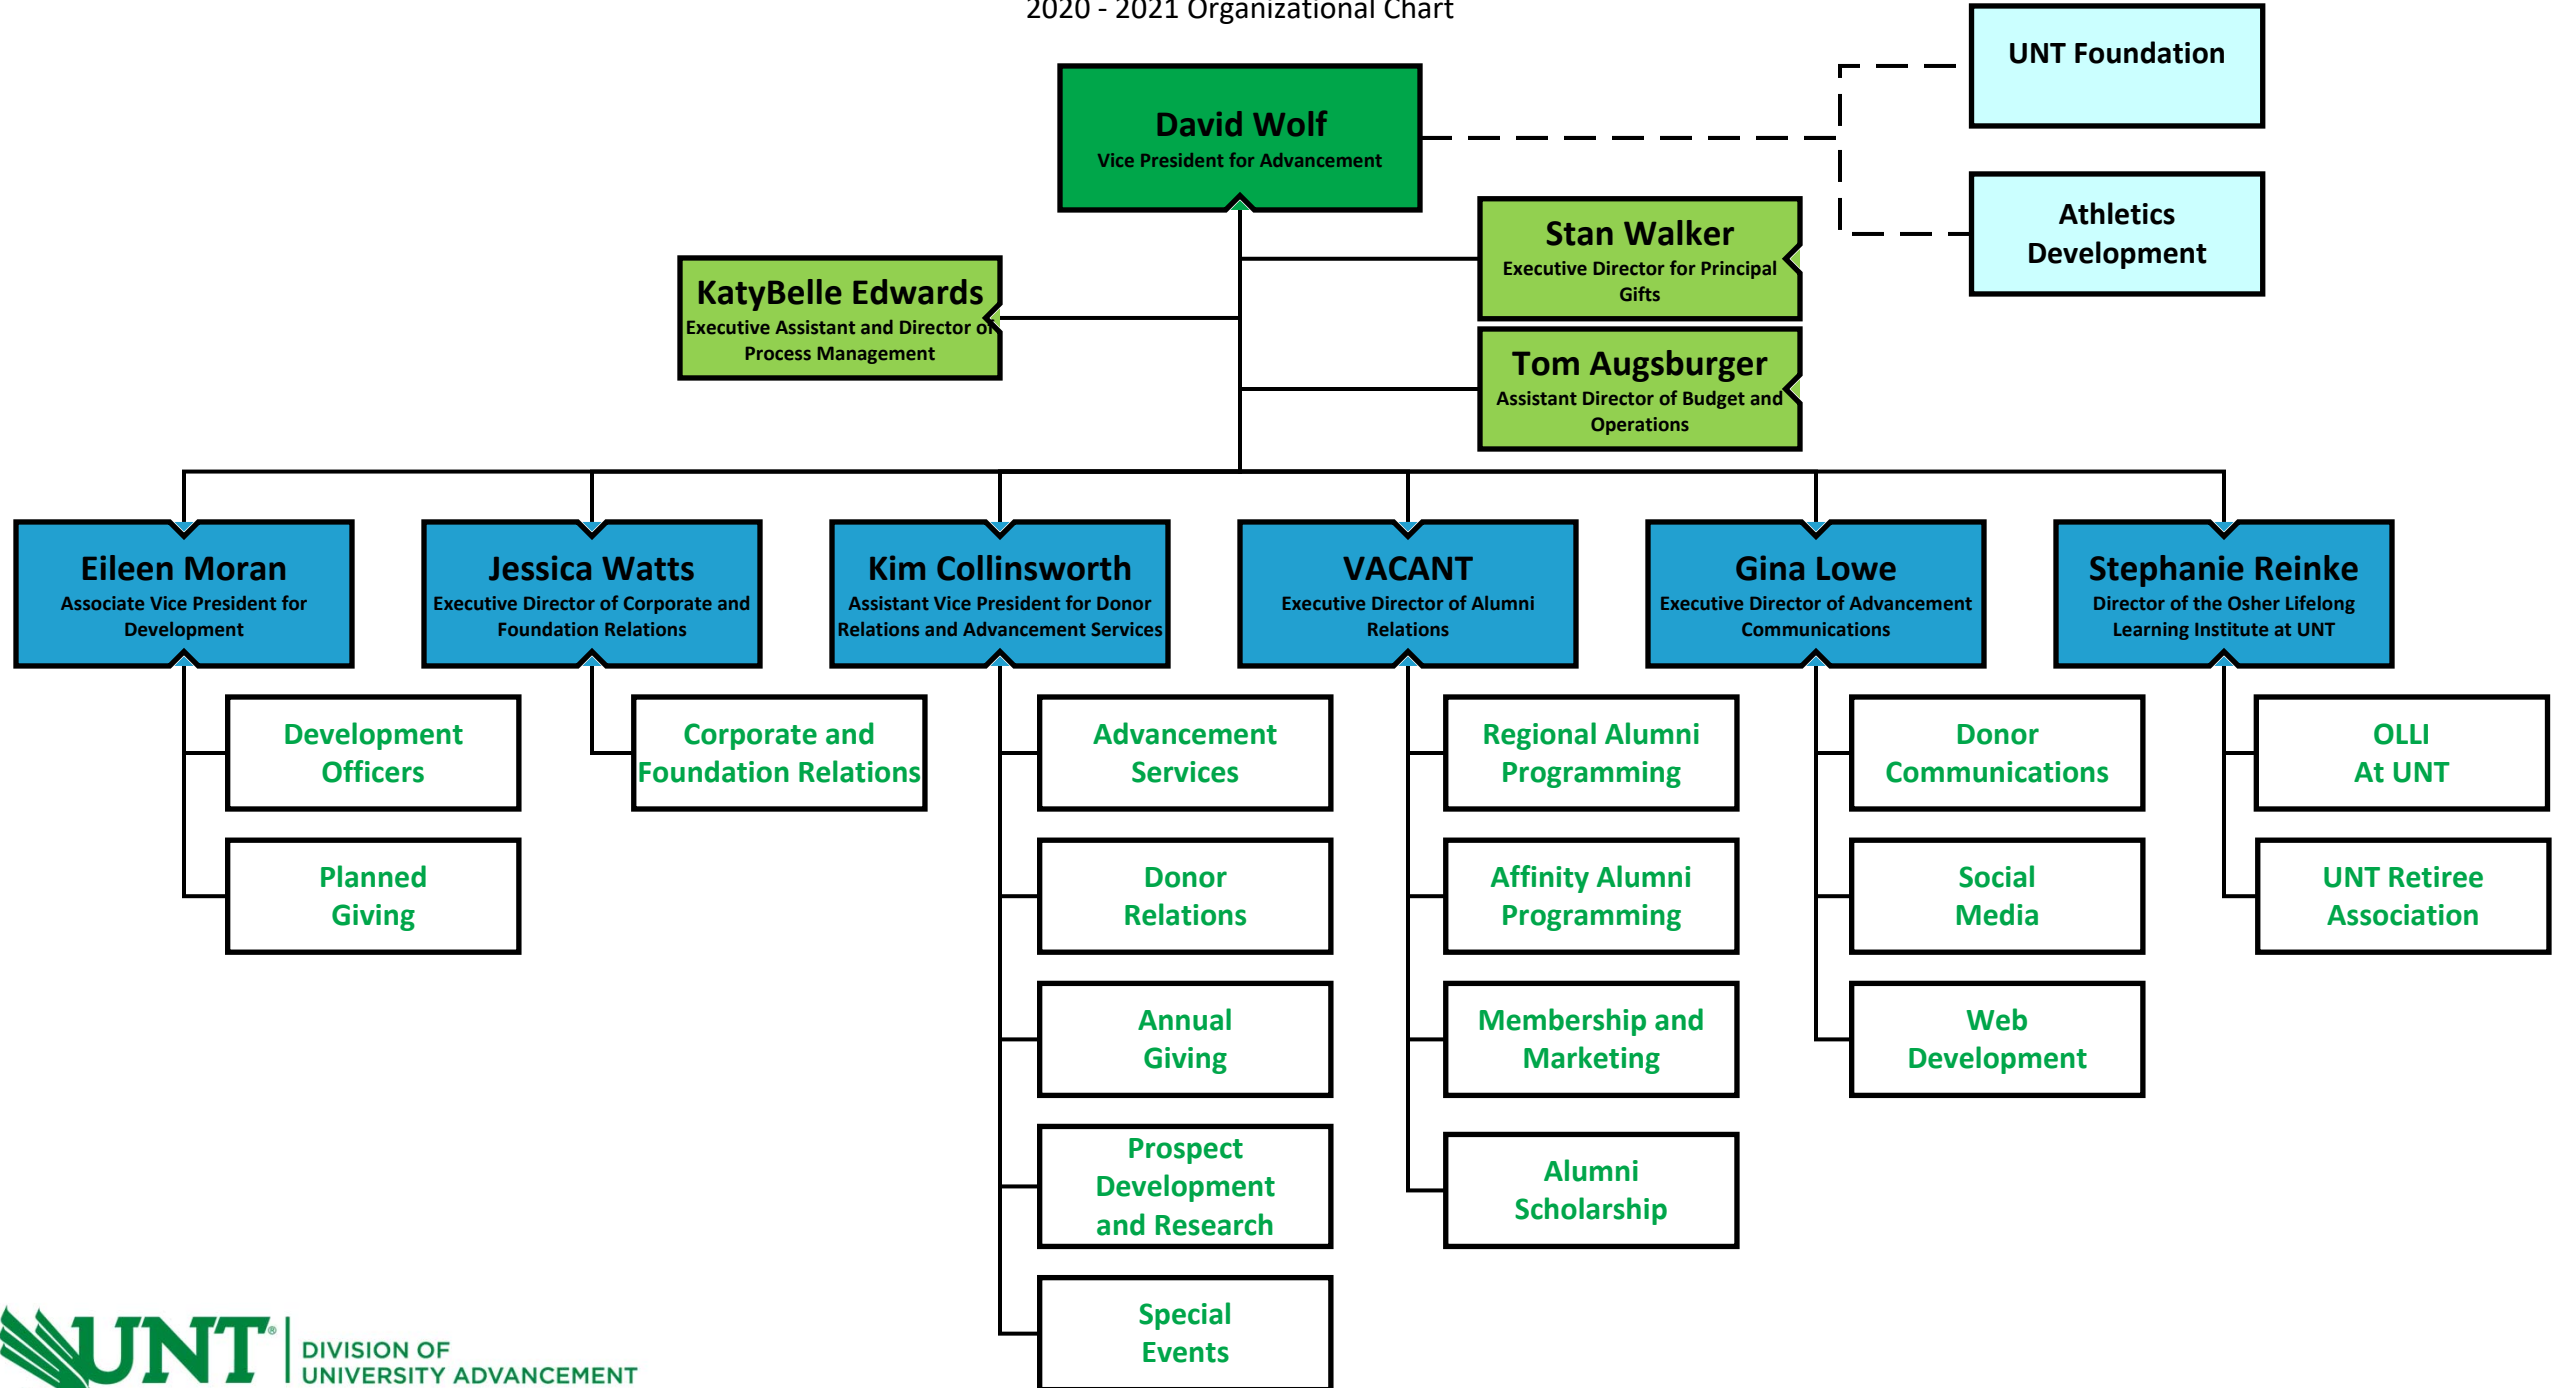 2020 - 2021 Organizational Chart
UNT Foundation
David Wolf
Vice President for Advancement
Athletics
Development
Stan Walker
Executive Director for Principal
Gifts
KatyBelle Edwards
Executive Assistant and Director of
Process Management
Tom Augsburger
Assistant Director of Budget and
Operations
Eileen Moran
Associate Vice President for
Development
Jessica Watts
Executive Director of Corporate and
Foundation Relations
Kim Collinsworth
Assistant Vice President for Donor
Relations and Advancement Services
VACANT
Executive Director of Alumni
Relations
Gina Lowe
Executive Director of Advancement
Communications
Stephanie Reinke
Director of the Osher Lifelong
Learning Institute at UNT
Development
Officers
Planned
Giving
Corporate and
Foundation Relations
Advancement
Services
Donor
Relations
Annual
Giving
Prospect
Development
and Research
Special
Events
Regional Alumni
Programming
Affinity Alumni
Programming
Membership and
Marketing
Alumni
Scholarship
Donor
Communications
Social
Media
Web
Development
OLLI
At UNT
UNT Retiree
Association
UNT®
DIVISION OF
UNIVERSITY ADVANCEMENT